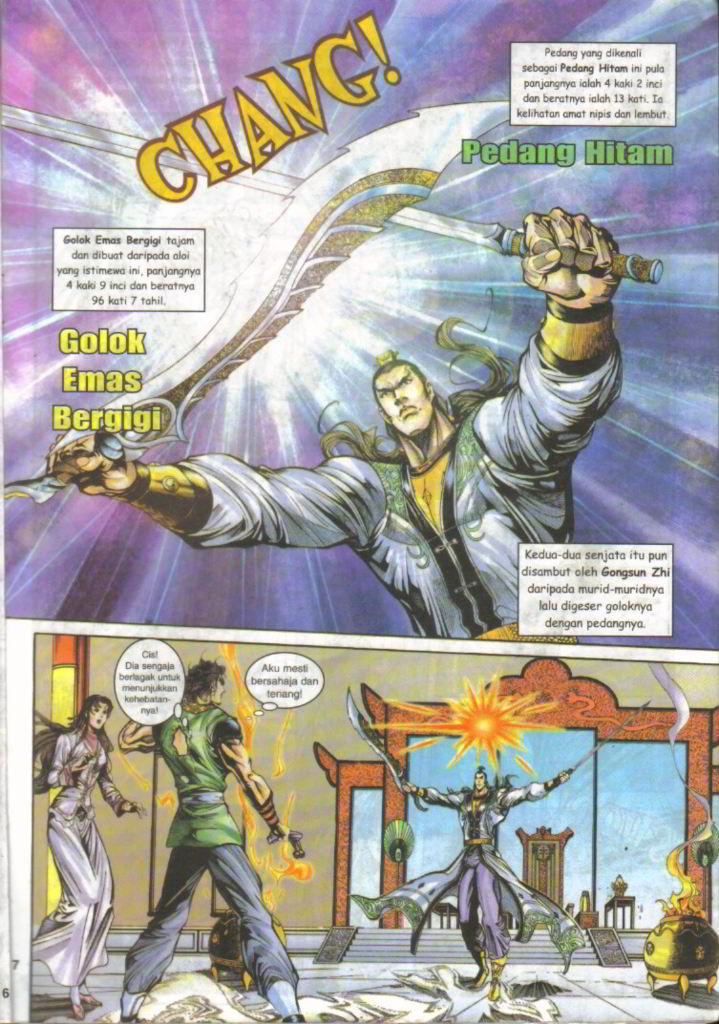 CHANG!
Pedang yang dikenali
sebagai Pedang Hitam ini pula
panjangnya ialah 4 kaki 2 inci
dan beratnya ialah 13 kati. Ia
kelihatan amat nipis dan lembut.
Pedang Hitam
Golok Emas Bergigi tajam
dan dibuat daripada aloi
yang istimewa ini, panjangnya
4 kaki 9 inci dan beratnya
96 kati 7 tahil.
Golok
Emas
Bergigi
Kedua-dua senjata itu pun
disambut oleh Gongsun Zhi
daripada murid-muridnya
lalu digeser goloknya
dengan pedangnya.
Cis!
Dia sengaja
berlagak untuk
menunjukkan
kehebatan-
nya!
Aku mesti
bersahaja dan
tenang!
7
6